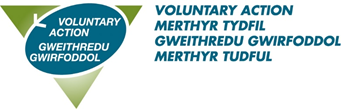 VOLUNTARY
ACTION
GWEITHREDU
GWIRFODDOL
VOLUNTARY ACTION
MERTHYR TYDFIL
GWEITHREDU GWIRFODDOL
MERTHYR TUDFUL